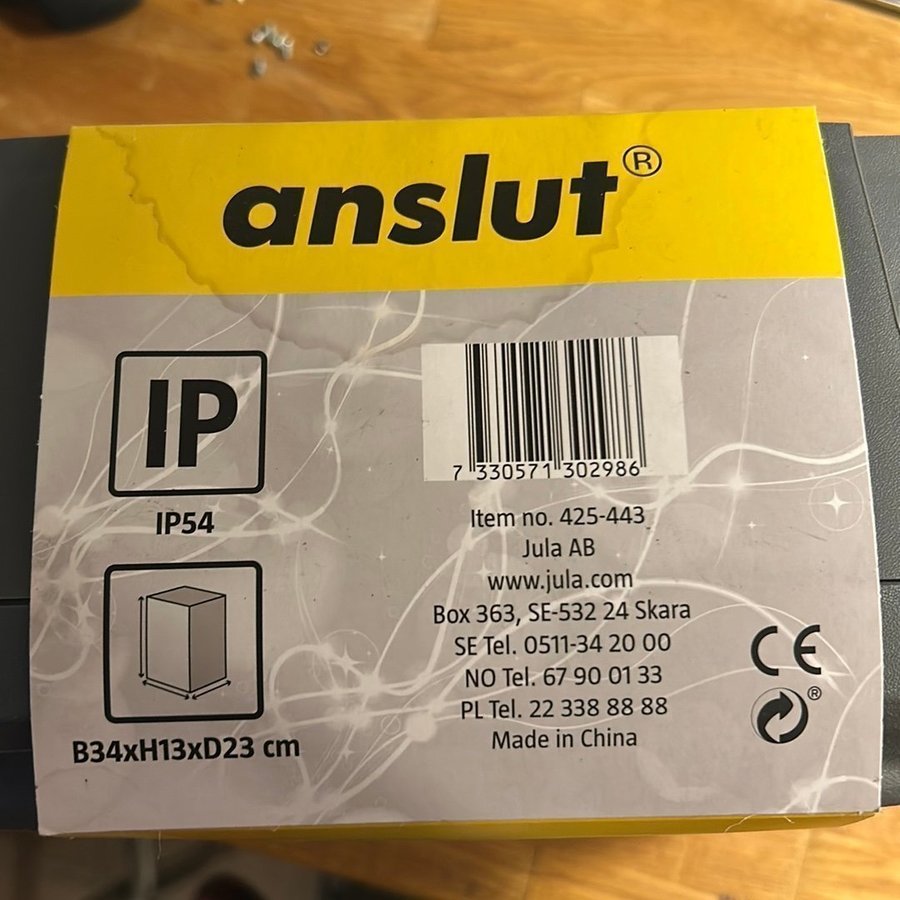 anslut®
IP
IP54
B34xH13xD23 cm
7 330571 302986
Item no. 425-443
Jula AB
www.jula.com
Box 363, SE-532 24 Skara
SE Tel. 0511-34 20 00
NO Tel. 67 90 01 33
PL Tel. 22 338 88 88
Made in China
CE
®